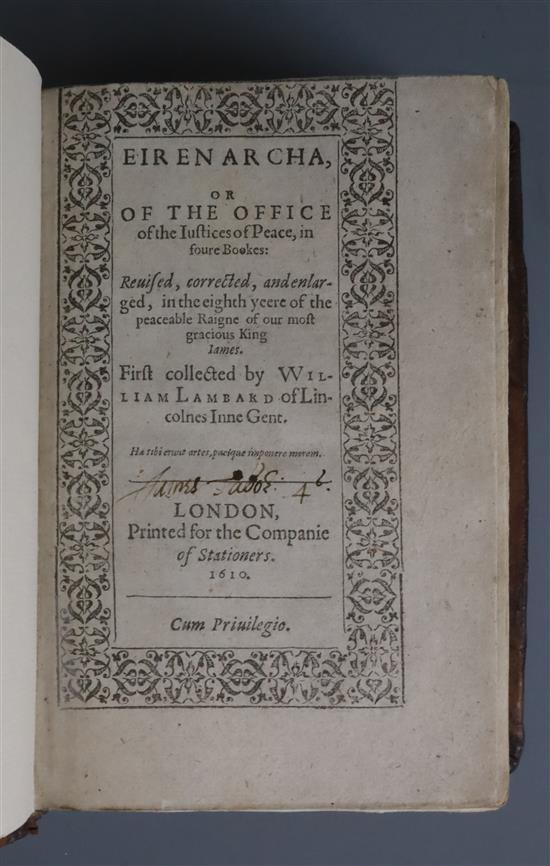 EIRENARCHA,
OR
OF THE OFFICE
of the Iuſtices of Peace, in
foure Bookes:
Reuiſed, corrected, and enlar-
ged, in the eighth yeere of the
peaceable Raigne of our moſt
gracious King
Iames.
Firſt collected by WIL-
LIAM LAMBARD of Lin-
colnes Inne Gent.
Hæ tibi erunt artes, pacique imponere morem.
James
LONDON,
Printed for the Companie
of Stationers.
1610.
Cum Priuilegio.